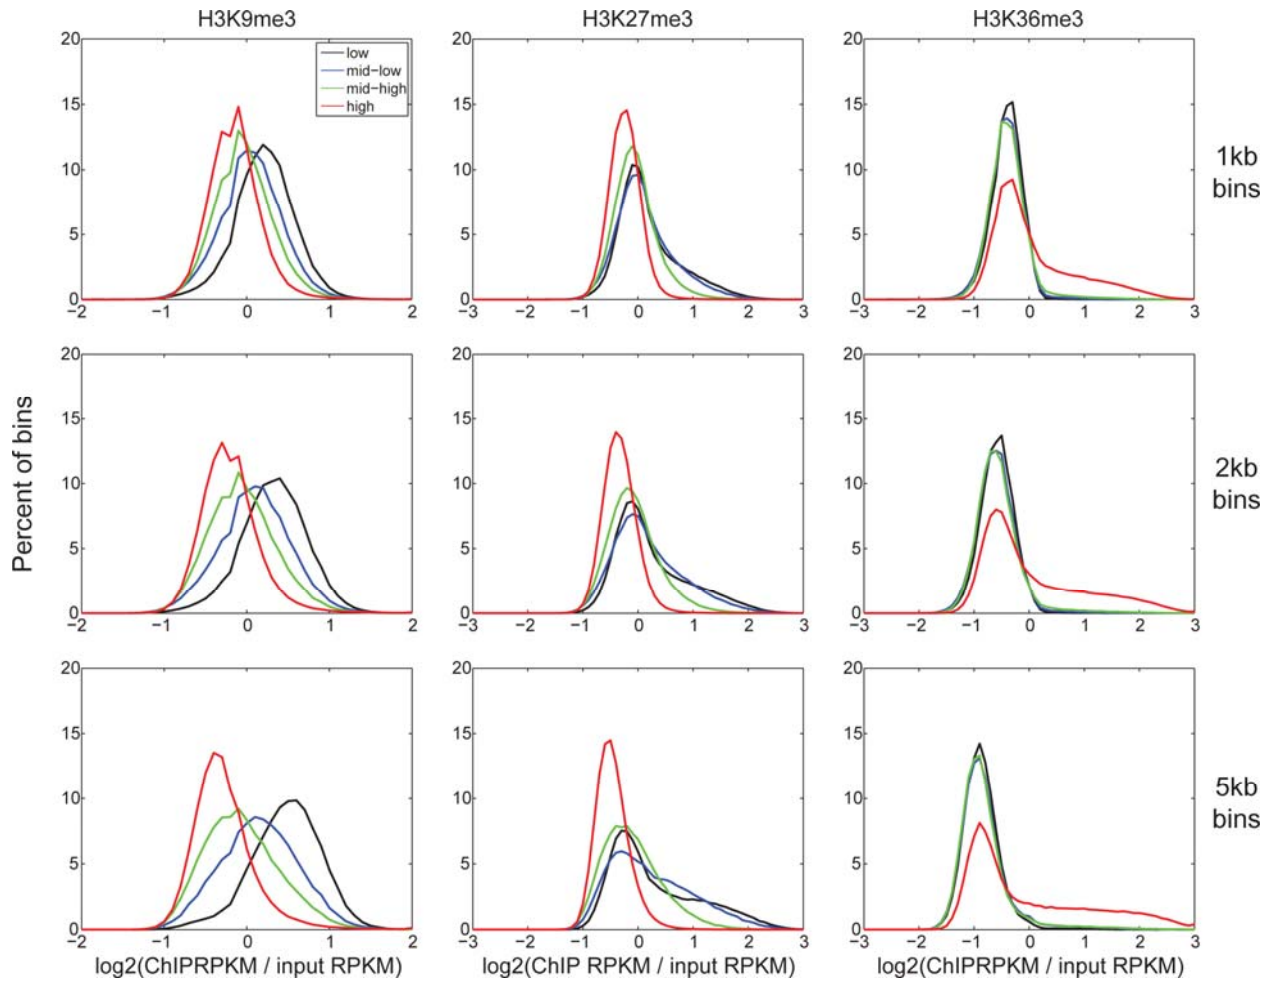 H3K9me3 H3K27me3 H3K36me3
20 20 20
low
mid−low
mid−high
high
15 15 15
10 10 10
1kb
bins
5 5 5
0 0 0
−2 −1 0 1 2 −3 −2 −1 0 1 2 3 −3 −2 −1 0 1 2 3
20 20 20
15 15 15
Percent of bins
10 10 10
2kb
bins
5 5 5
0 0 0
−2 −1 0 1 2 −3 −2 −1 0 1 2 3 −3 −2 −1 0 1 2 3
20 20 20
15 15 15
10 10 10
5kb
bins
5 5 5
0 0 0
−2 −1 0 1 2 −3 −2 −1 0 1 2 3 −3 −2 −1 0 1 2 3
log2(ChIPRPKM / input RPKM) log2(ChIP RPKM / input RPKM) log2(ChIPRPKM / input RPKM)